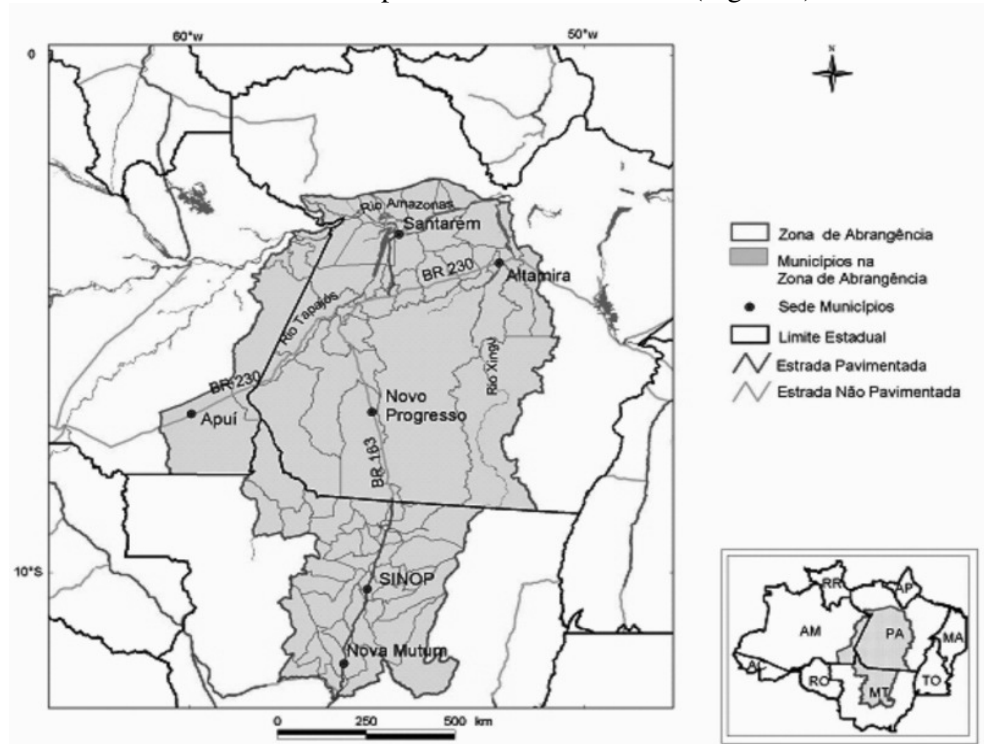 60°w
50°w
0
N
Rio Amazonas
Santarém
BR 230
Altamira
Rio Tapajós
Rio Xingu
BR 230
Apuí
Novo
Progresso
BR 163
10°S
SINOP
Nova Mutum
0 250 500 km
Zona de Abrangência
Municípios na
Zona de Abrangência
Sede Municípios
Limite Estadual
Estrada Pavimentada
Estrada Não Pavimentada
RR
AP
AM
PA
MA
AC
RO
TO
MT